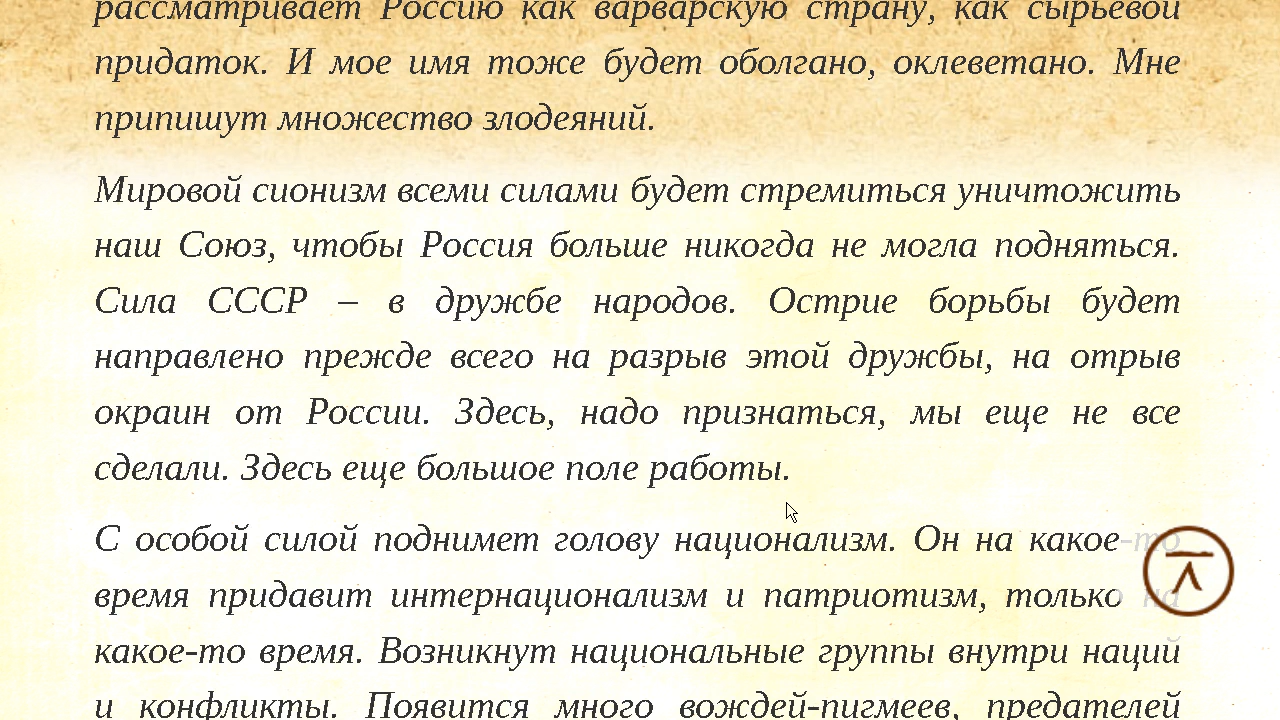 рассматривает Россию как варварскую страну, как сырьевой
придаток. И мое имя тоже будет оболгано, оклеветано. Мне
припишут множество злодеяний.
Мировой сионизм всеми силами будет стремиться уничтожить
наш Союз, чтобы Россия больше никогда не могла подняться.
Сила СССР – в дружбе народов. Острие борьбы будет
направлено прежде всего на разрыв этой дружбы, на отрыв
окраин от России. Здесь, надо признаться, мы еще не все
сделали. Здесь еще большое поле работы.
С особой силой поднимет голову национализм. Он на какое-то
время придавит интернационализм и патриотизм, только на
какое-то время. Возникнут национальные группы внутри наций
и конфликты. Появится много вождей-пигмеев, предателей